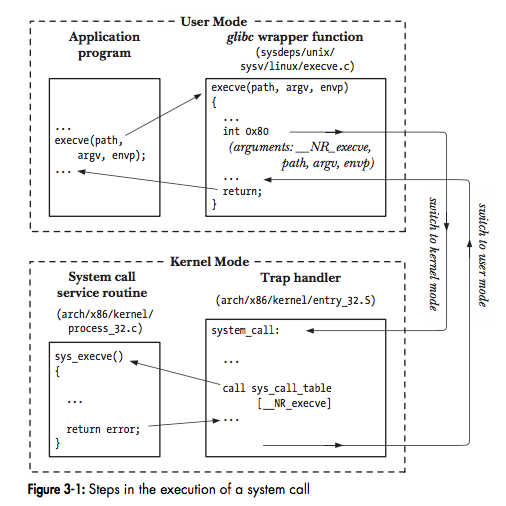 User Mode
Application
program
glibc wrapper function
(sysdeps/unix/
sysv/linux/execve.c)
...
execve(path,
argv, envp);
...
execve(path, argv, envp)
{
...
int 0x80
(arguments: __NR_execve,
path, argv, envp)
...
return;
}
switch to kernel mode
switch to user mode
Kernel Mode
System call
service routine
(arch/x86/kernel/
process_32.c)
Trap handler
(arch/x86/kernel/entry_32.S)
sys_execve()
{
...
return error;
}
system_call:
...
call sys_call_table
[__NR_execve]
...
Figure 3-1: Steps in the execution of a system call